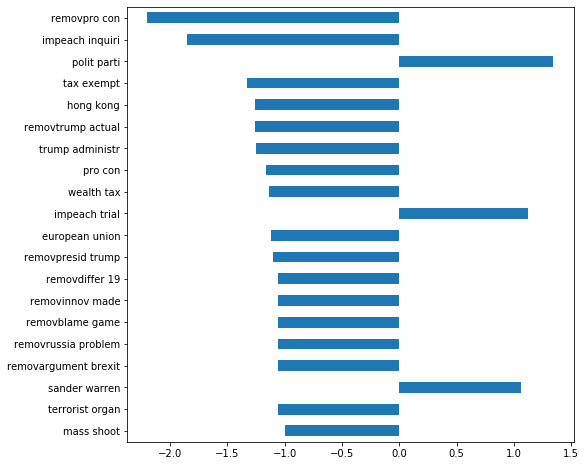 removpro con
impeach inquiri
polit parti
tax exempt
hong kong
removtrump actual
trump administr
pro con
wealth tax
impeach trial
european union
removpresid trump
removdiffer 19
removinnov made
removblame game
removrussia problem
removargument brexit
sander warren
terrorist organ
mass shoot
−2.0 −1.5 −1.0 −0.5 0.0 0.5 1.0 1.5